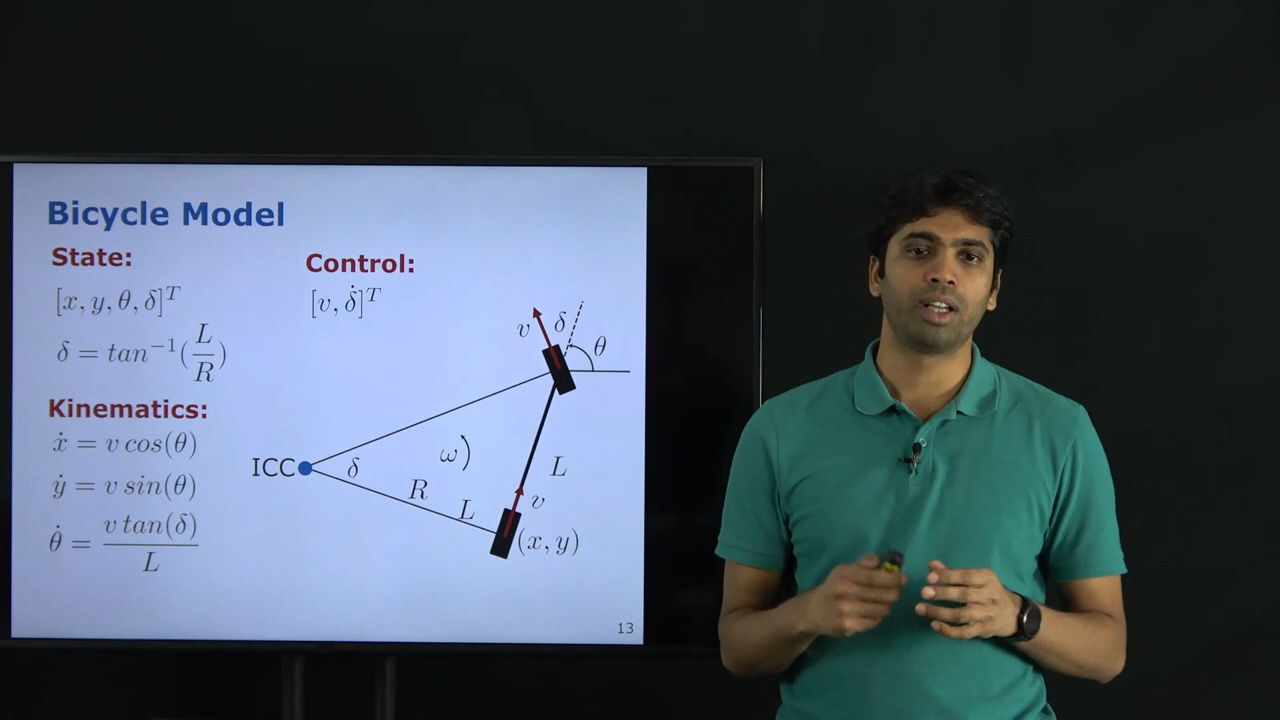 Bicycle Model
State:
[x, y, θ, δ]^T
δ = tan^{-1}(L/R)
Control:
[v, δ̇]^T
Kinematics:
ẋ = v cos(θ)
ẏ = v sin(θ)
θ̇ = v tan(δ)/L
v
δ
θ
ICC
δ
ω
R
L
L
v
(x, y)
13